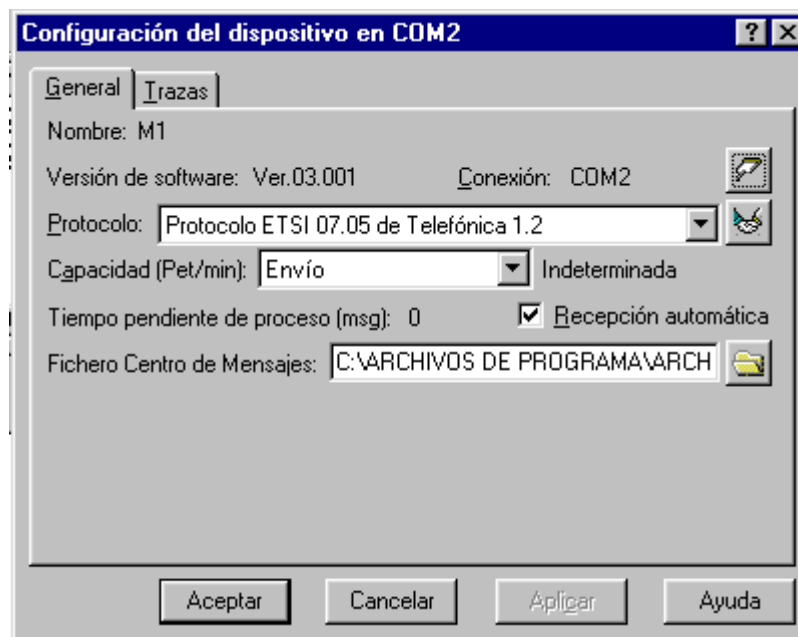 Configuración del dispositivo en COM2
General Trazas
Nombre: M1
Versión de software: Ver.03.001 Conexión: COM2
Protocolo: Protocolo ETSI 07.05 de Telefónica 1.2
Capacidad (Pet/min): Envío Indeterminada
Tiempo pendiente de proceso (msg): 0 Recepción automática
Fichero Centro de Mensajes: C:\ARCHIVOS DE PROGRAMA\ARCH
Aceptar Cancelar Aplicar Ayuda